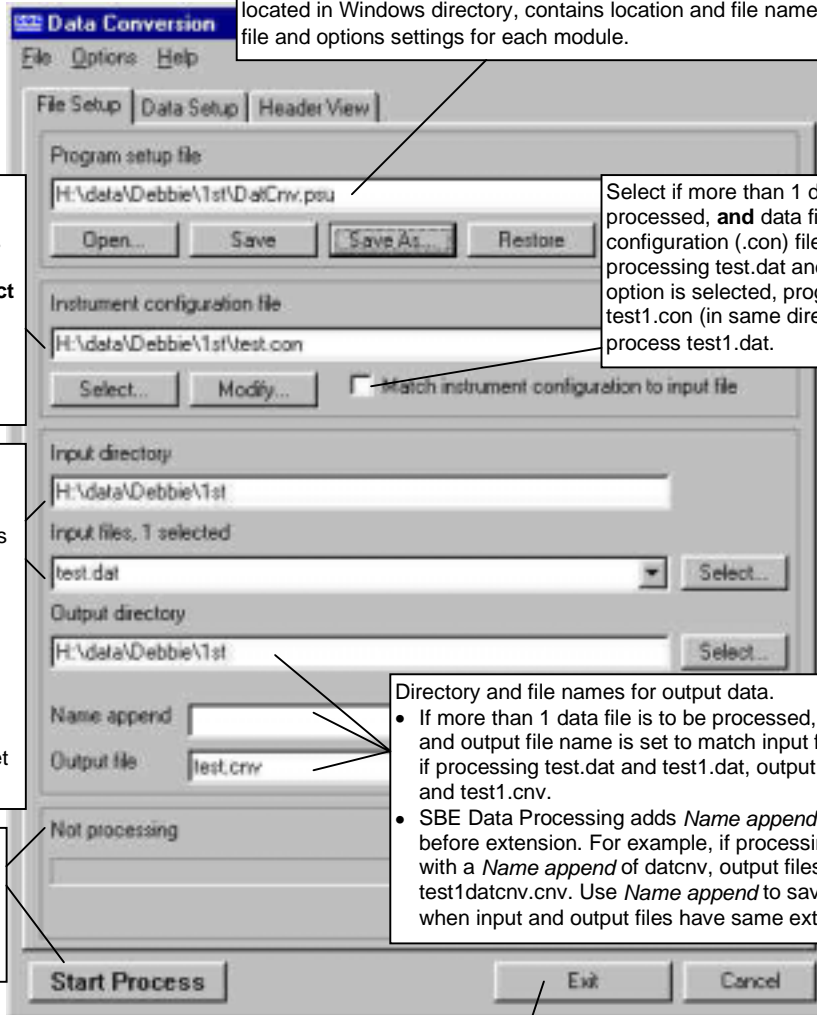 located in Windows directory, contains location and file name
file and options settings for each module.
Data Conversion
File Options Help
File Setup Data Setup Header View
Program setup file
H:\data\Debbie\1st\DatCnv.psu
Open... Save Save As... Restore
Select if more than 1 d
processed, and data fi
configuration (.con) file
processing test.dat and
option is selected, prog
test1.con (in same dire
process test1.dat.
ct
Instrument configuration file
H:\data\Debbie\1st\test.con
Select... Modify... Match instrument configuration to input file
Input directory
H:\data\Debbie\1st
s
Input files, 1 selected
test.dat Select...
Output directory
H:\data\Debbie\1st Select...
Directory and file names for output data.
• If more than 1 data file is to be processed,
and output file name is set to match input f
if processing test.dat and test1.dat, output
and test1.cnv.
• SBE Data Processing adds Name append
before extension. For example, if processi
with a Name append of datcnv, output files
test1datcnv.cnv. Use Name append to sav
when input and output files have same ext
Name append
et
Output file test.cnv
Not processing
Start Process Exit Cancel